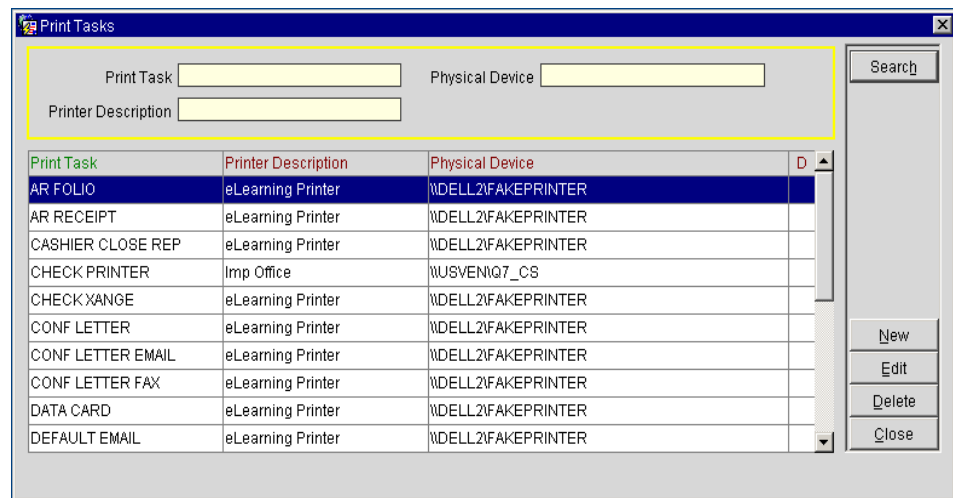 Print Tasks
Print Task Physical Device Search
Printer Description
Print Task Printer Description Physical Device D
AR FOLIO eLearning Printer \\DELL2\FAKEPRINTER
AR RECEIPT eLearning Printer \\DELL2\FAKEPRINTER
CASHIER CLOSE REP eLearning Printer \\DELL2\FAKEPRINTER
CHECK PRINTER Imp Office \\USVEN\Q7_CS
CHECK XANGE eLearning Printer \\DELL2\FAKEPRINTER
CONF LETTER eLearning Printer \\DELL2\FAKEPRINTER
CONF LETTER EMAIL eLearning Printer \\DELL2\FAKEPRINTER
CONF LETTER FAX eLearning Printer \\DELL2\FAKEPRINTER
DATA CARD eLearning Printer \\DELL2\FAKEPRINTER
DEFAULT EMAIL eLearning Printer \\DELL2\FAKEPRINTER
New
Edit
Delete
Close